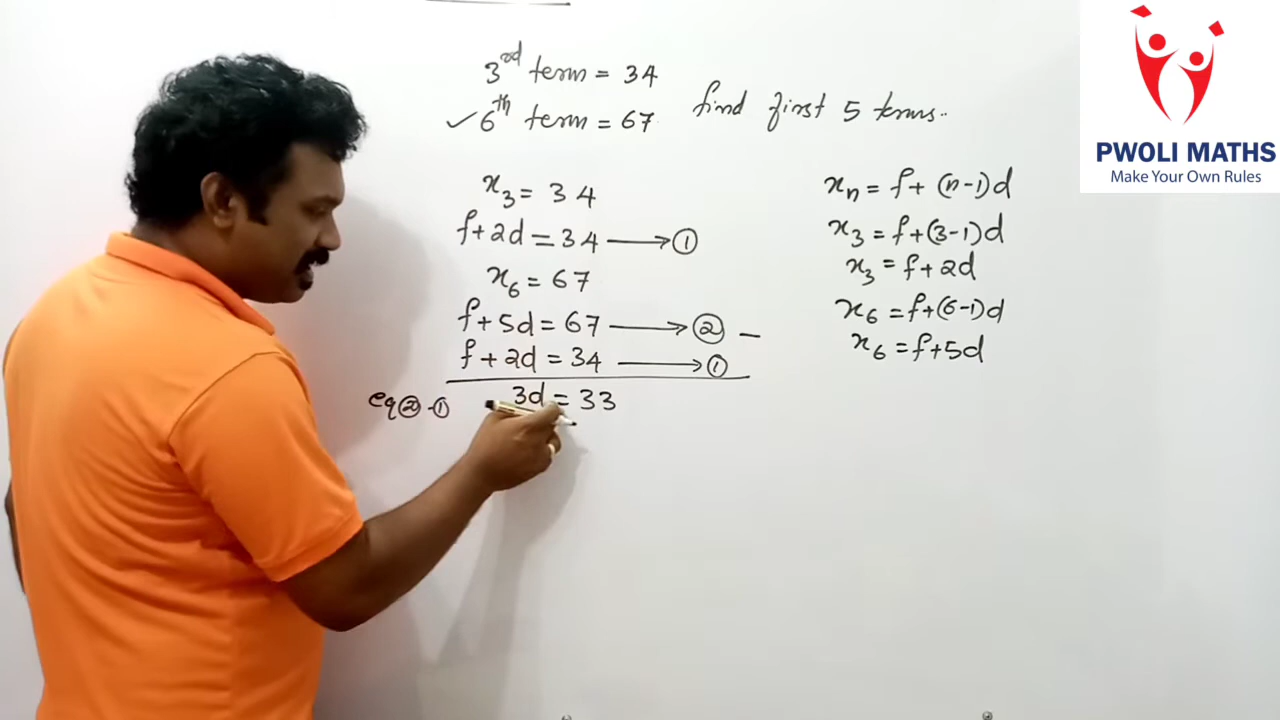 3rd term = 34
✓ 6th term = 67 find first 5 terms..
x₃ = 34
f+2d = 34 ⟶ ①
x₆ = 67
f+5d = 67 ⟶ ② −
f+2d = 34 ⟶ ①
eq② -① 3d = 33
xₙ = f+(n-1)d
x₃ = f+(3-1)d
x₃ = f+2d
x₆ = f+(6-1)d
x₆ = f+5d
PWOLI MATHS
Make Your Own Rules